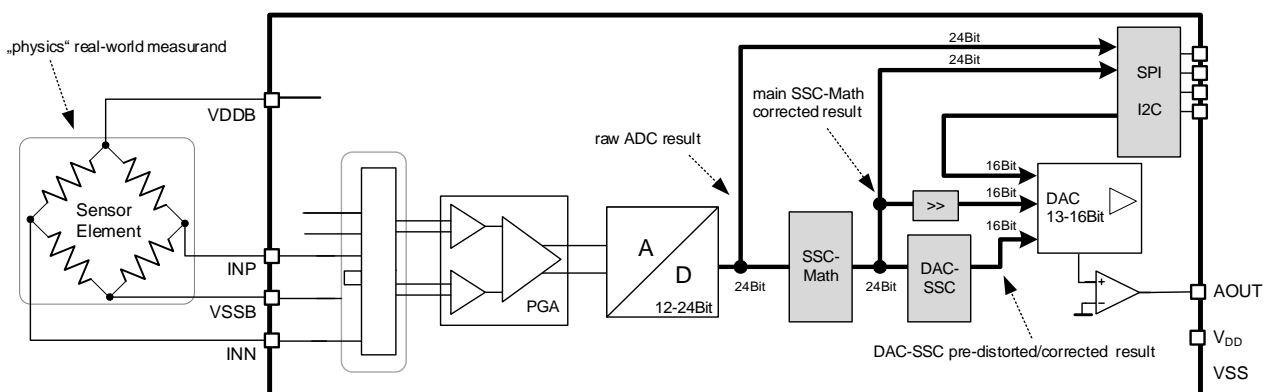 „physics“ real-world measurand
VDDB
Sensor
Element
INP
VSSB
INN
PGA
A
D
12-24Bit
raw ADC result
24Bit
SSC-
Math
24Bit
main SSC-Math
corrected result
24Bit
24Bit
SPI
I2C
16Bit
>>
16Bit
16Bit
DAC-
SSC
DAC
13-16Bit
+
−
DAC-SSC pre-distorted/corrected result
AOUT
VDD
VSS